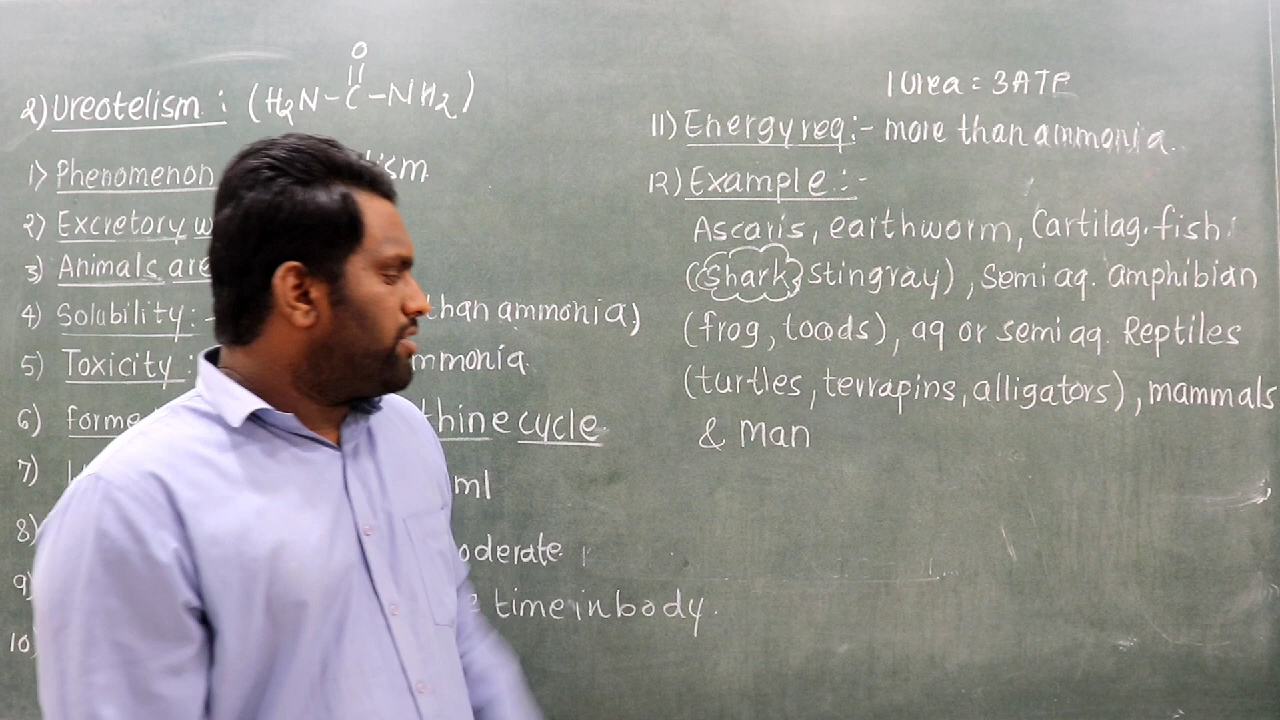 2) Ureotelism : (H₂N-C-NH₂)
O
1) Phenomenon ism
2) Excretory w
3) Animals are
4) Solubility :- than ammonia)
5) Toxicity : mmonia.
6) forme thine cycle.
7) ml
8) oderate
9) time in body.
10)
1 Urea = 3 ATP
11) Energy req :- more than ammonia.
12) Example :-
Ascaris, earthworm, Cartilag. fish.
(Shark, stingray), Semi aq. amphibian
(frog, toads), aq or semi aq. Reptiles
(turtles, terrapins, alligators), mammals
& Man